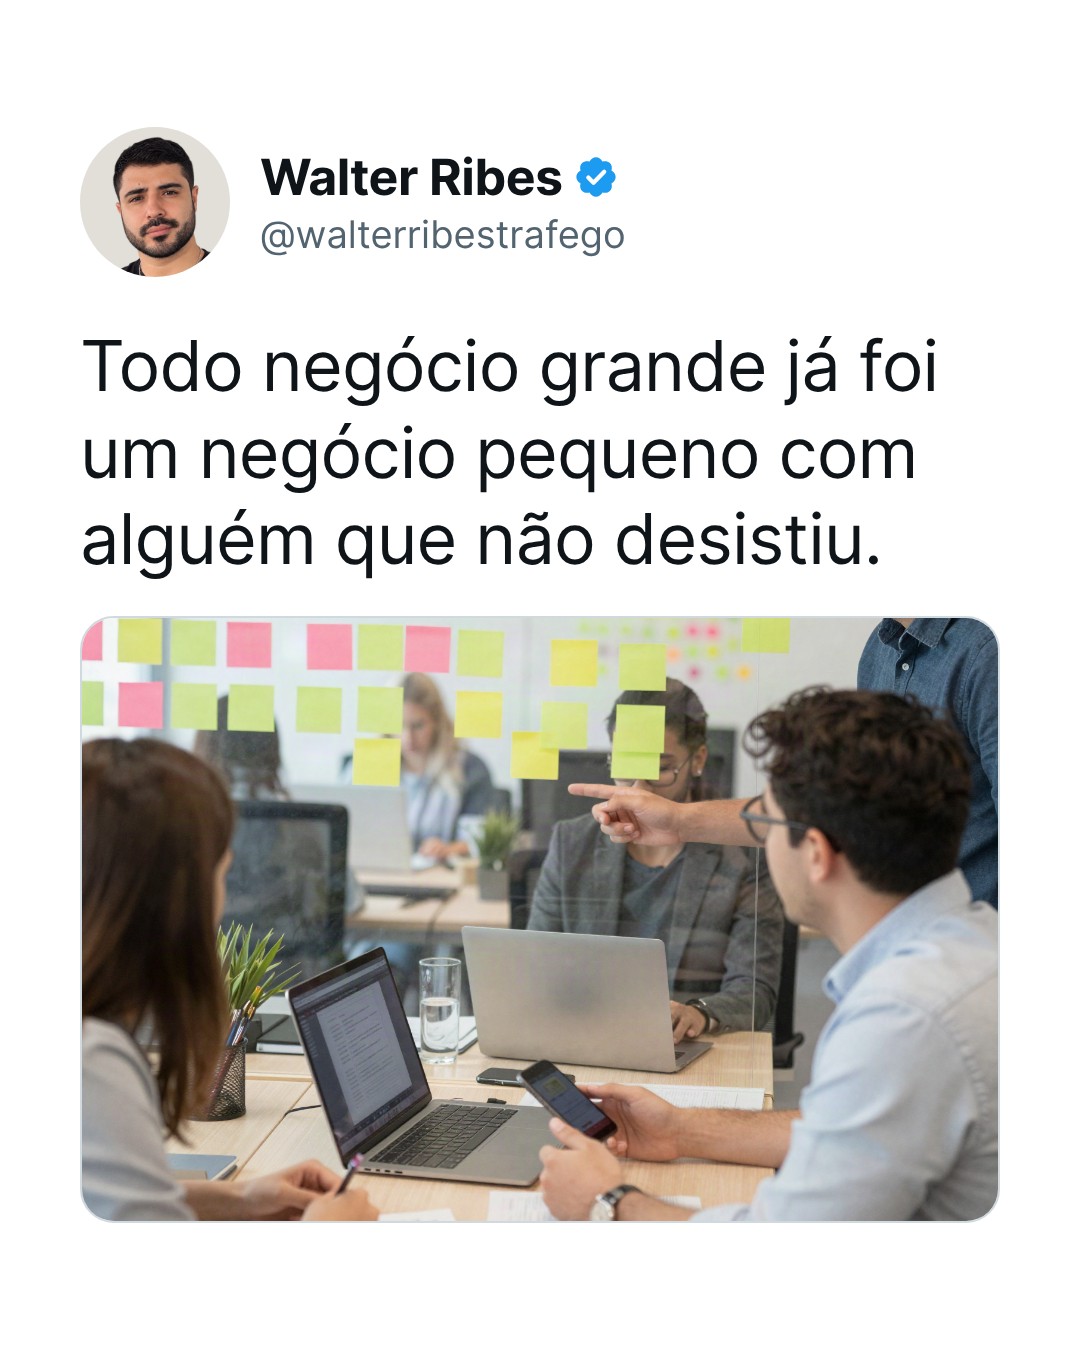 Walter Ribes
@walterribestrafego
Todo negócio grande já foi
um negócio pequeno com
alguém que não desistiu.